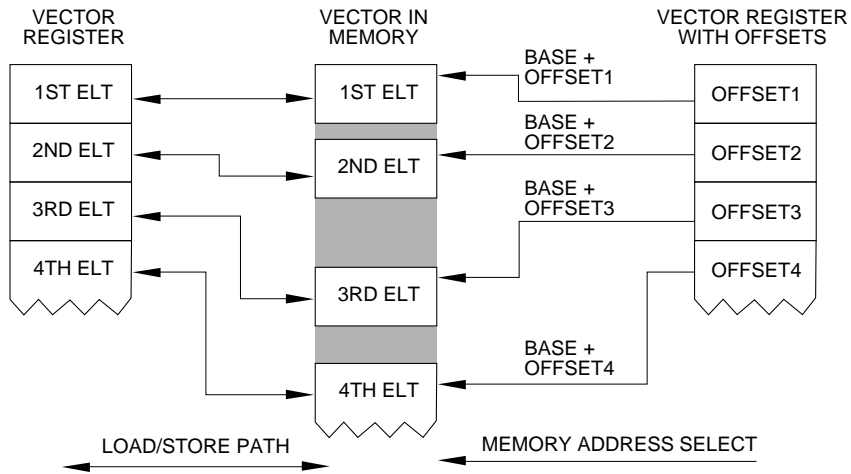 VECTOR
REGISTER
VECTOR IN
MEMORY
VECTOR REGISTER
WITH OFFSETS
1ST ELT
2ND ELT
3RD ELT
4TH ELT
1ST ELT
2ND ELT
3RD ELT
4TH ELT
BASE +
OFFSET1
BASE +
OFFSET2
BASE +
OFFSET3
BASE +
OFFSET4
OFFSET1
OFFSET2
OFFSET3
OFFSET4
LOAD/STORE PATH
MEMORY ADDRESS SELECT